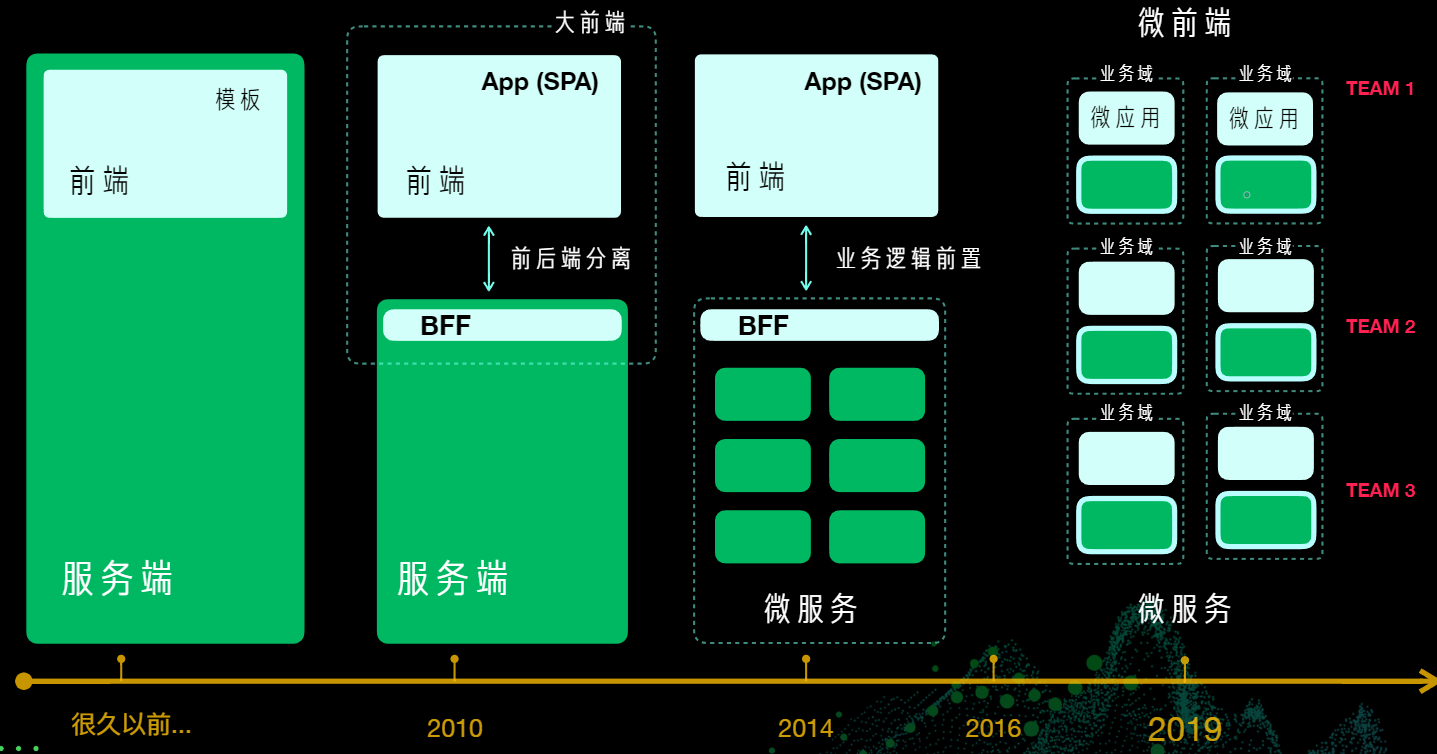 模板
前端
服务端
大前端
App (SPA)
前端
前后端分离
BFF
服务端
App (SPA)
前端
业务逻辑前置
BFF
微服务
微前端
业务域
业务域
TEAM 1
微应用
微应用
业务域
业务域
TEAM 2
业务域
业务域
TEAM 3
微服务
很久以前...
2010
2014
2016
2019